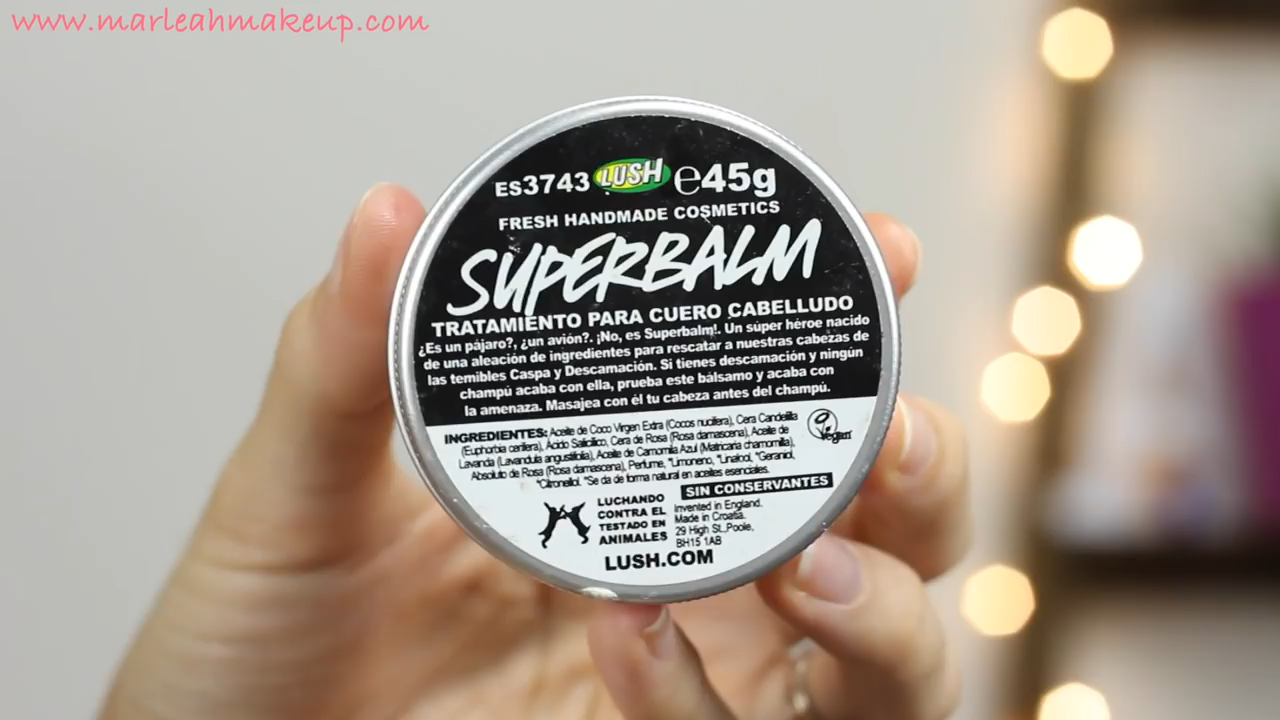 www.marleahmakeup.com
ES3743 LUSH e45g
FRESH HANDMADE COSMETICS
SUPERBALM
TRATAMIENTO PARA CUERO CABELLUDO
¿Es un pájaro?, ¿un avión?. ¡No, es Superbalm!. Un súper héroe nacido
de una aleación de ingredientes para rescatar a nuestras cabezas de
las temibles Caspa y Descamación. Si tienes descamación y ningún
champú acaba con ella, prueba este bálsamo y acaba con
la amenaza. Masajea con él tu cabeza antes del champú.
INGREDIENTES: Aceite de Coco Virgen Extra (Cocos nucifera), Cera Candelilla
(Euphorbia cerifera), Ácido Salicílico, Cera de Rosa (Rosa damascena), Aceite de
Lavanda (Lavandula angustifolia), Aceite de Camomila Azul (Matricaria chamomilla),
Absoluto de Rosa (Rosa damascena), Perfume, *Limoneno, *Linalool, *Geraniol,
*Citronellol. *Se da de forma natural en aceites esenciales.
Vegan
SIN CONSERVANTES
LUCHANDO
CONTRA EL
TESTADO EN
ANIMALES
Invented in England.
Made in Croatia.
29 High St.,Poole,
BH15 1AB
LUSH.COM